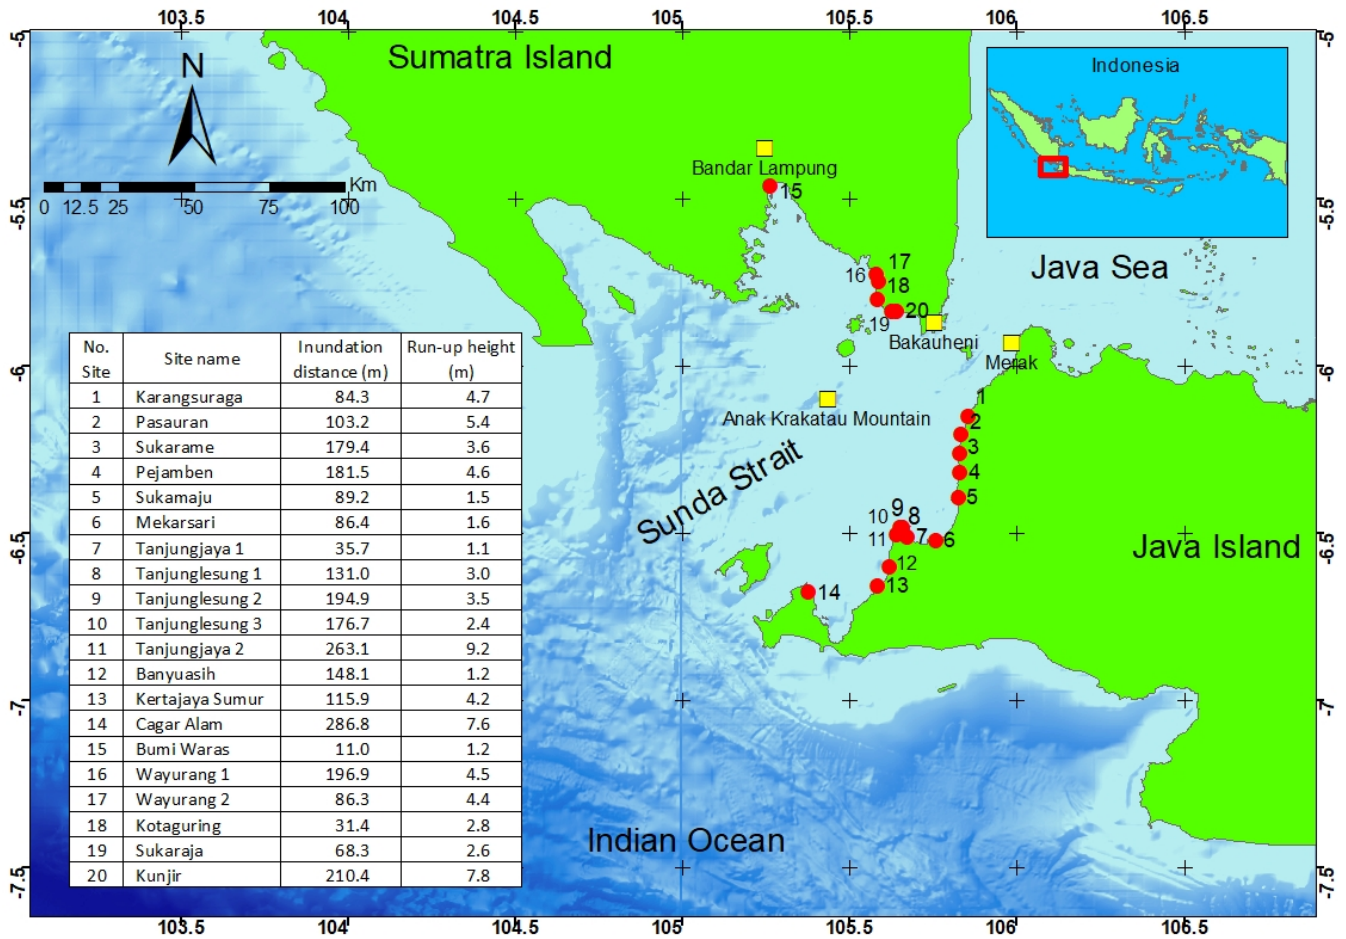 103.5 104 104.5 105 105.5 106 106.5
-5 -5
Sumatra Island
Indonesia
N
Km
0 12.5 25 50 75 100
Bandar Lampung
15
-5.5 -5.5
Java Sea
17
16
18
19 20
Bakauheni
Merak
-6 -6
Anak Krakatau Mountain
1
2
3
4
5
Sunda Strait
9
10 8
11 7 6
-6.5 -6.5
Java Island
12
13
14
-7 -7
Indian Ocean
-7.5 -7.5
103.5 104 104.5 105 105.5 106 106.5
No. Site Site name Inundation distance (m) Run-up height (m)
1 Karangsuraga 84.3 4.7
2 Pasauran 103.2 5.4
3 Sukarame 179.4 3.6
4 Pejamben 181.5 4.6
5 Sukamaju 89.2 1.5
6 Mekarsari 86.4 1.6
7 Tanjungjaya 1 35.7 1.1
8 Tanjunglesung 1 131.0 3.0
9 Tanjunglesung 2 194.9 3.5
10 Tanjunglesung 3 176.7 2.4
11 Tanjungjaya 2 263.1 9.2
12 Banyuasih 148.1 1.2
13 Kertajaya Sumur 115.9 4.2
14 Cagar Alam 286.8 7.6
15 Bumi Waras 11.0 1.2
16 Wayurang 1 196.9 4.5
17 Wayurang 2 86.3 4.4
18 Kotaguring 31.4 2.8
19 Sukaraja 68.3 2.6
20 Kunjir 210.4 7.8